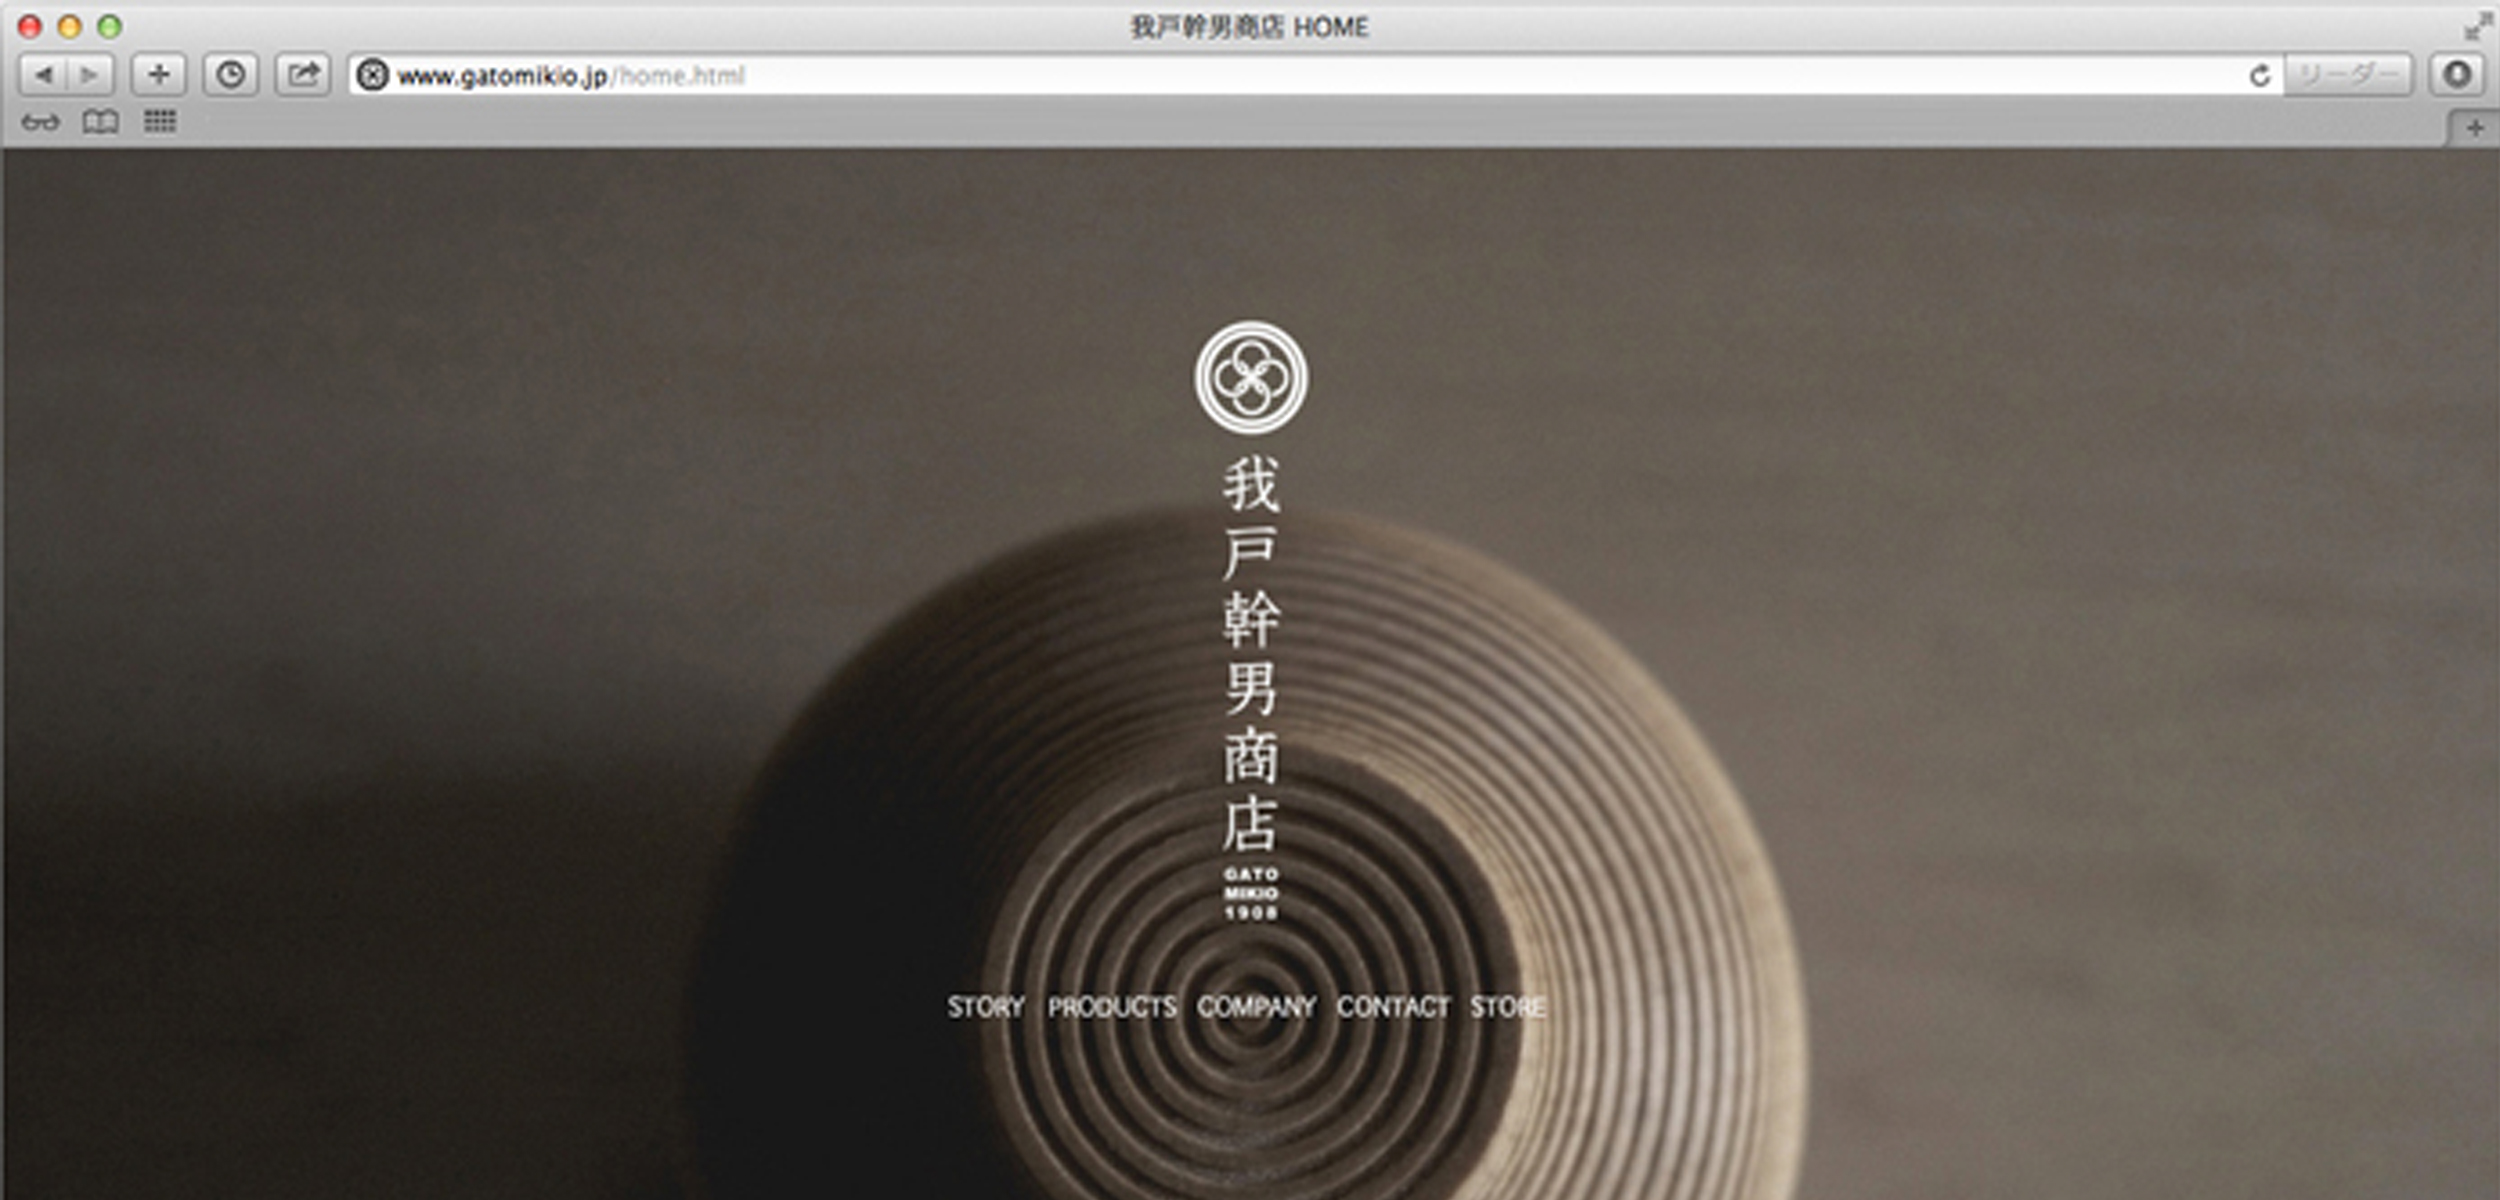 我戸幹男商店 HOME
www.gatomikio.jp/home.html
リーダー
我戸幹男商店
GATO
MIKIO
1908
STORY PRODUCTS COMPANY CONTACT STORE